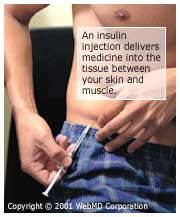 An insulin
injection delivers
medicine into the
tissue between
your skin and
muscle.
Copyright © 2001 WebMD Corporation